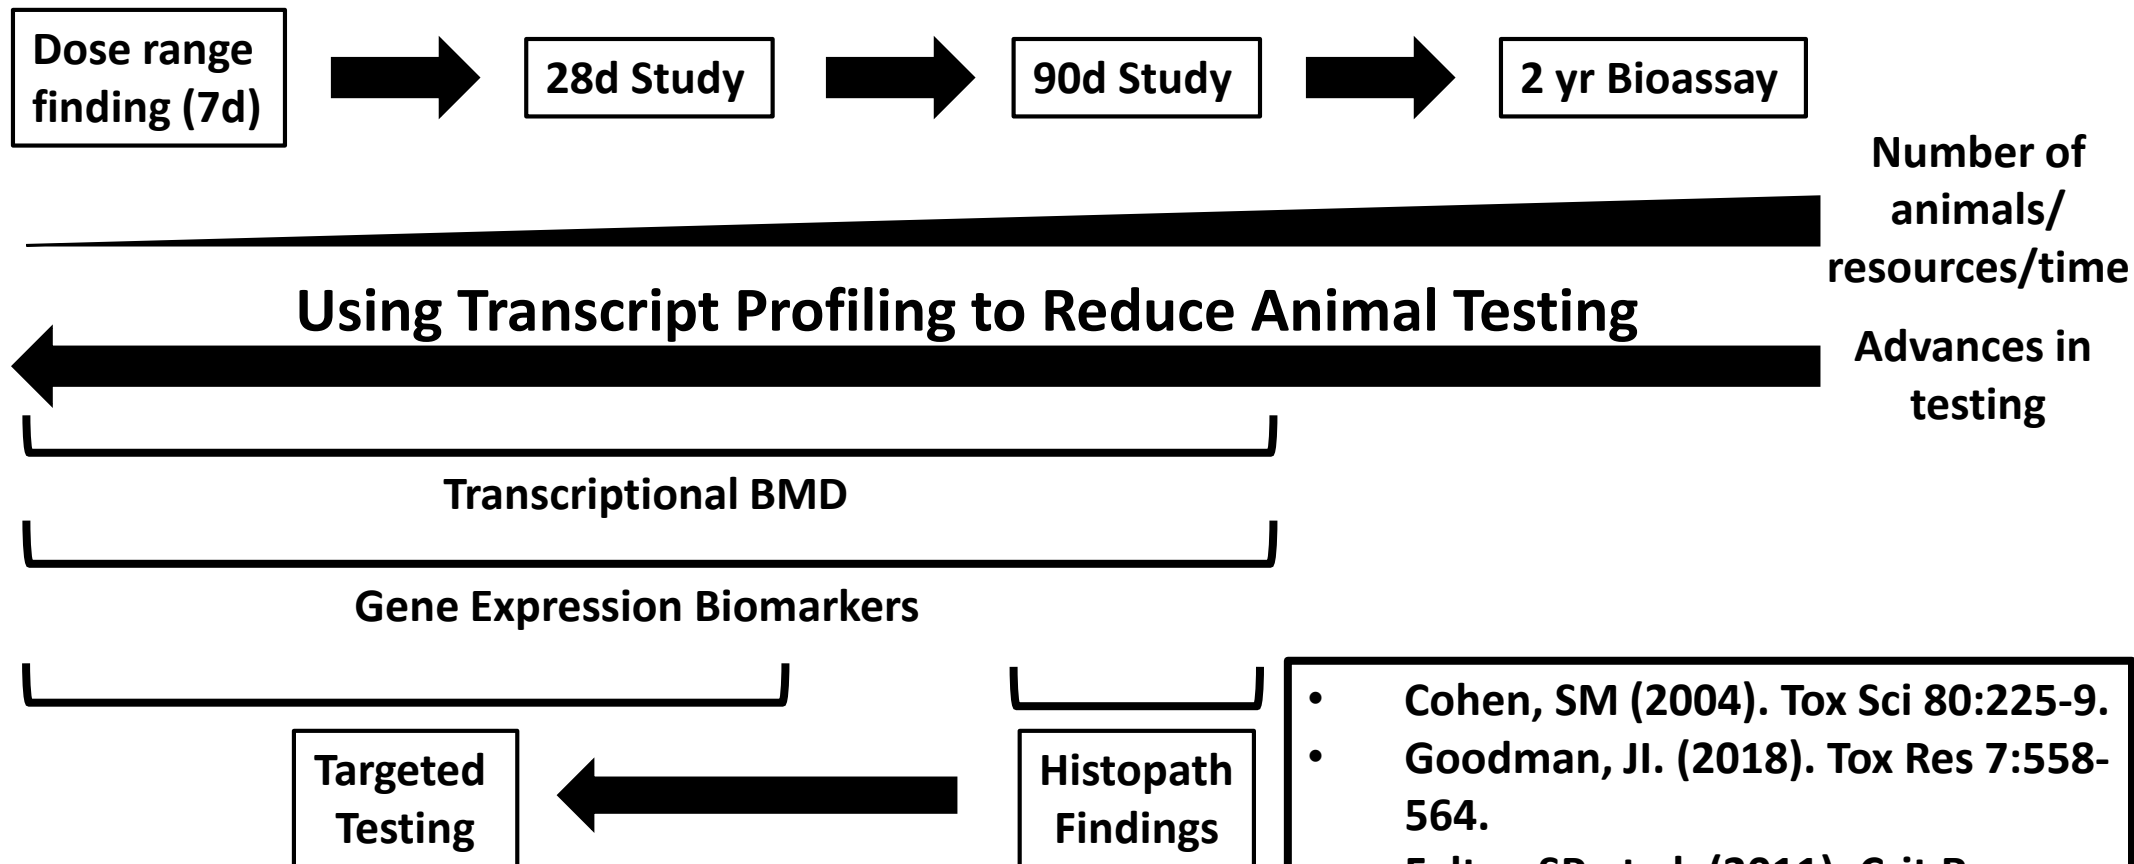 Dose range
finding (7d)
28d Study
90d Study
2 yr Bioassay
Number of
animals/
resources/time
Using Transcript Profiling to Reduce Animal Testing
Advances in
testing
Transcriptional BMD
Gene Expression Biomarkers
Targeted
Testing
Histopath
Findings
• Cohen, SM (2004). Tox Sci 80:225-9.
• Goodman, JI. (2018). Tox Res 7:558-
564.
(2011)